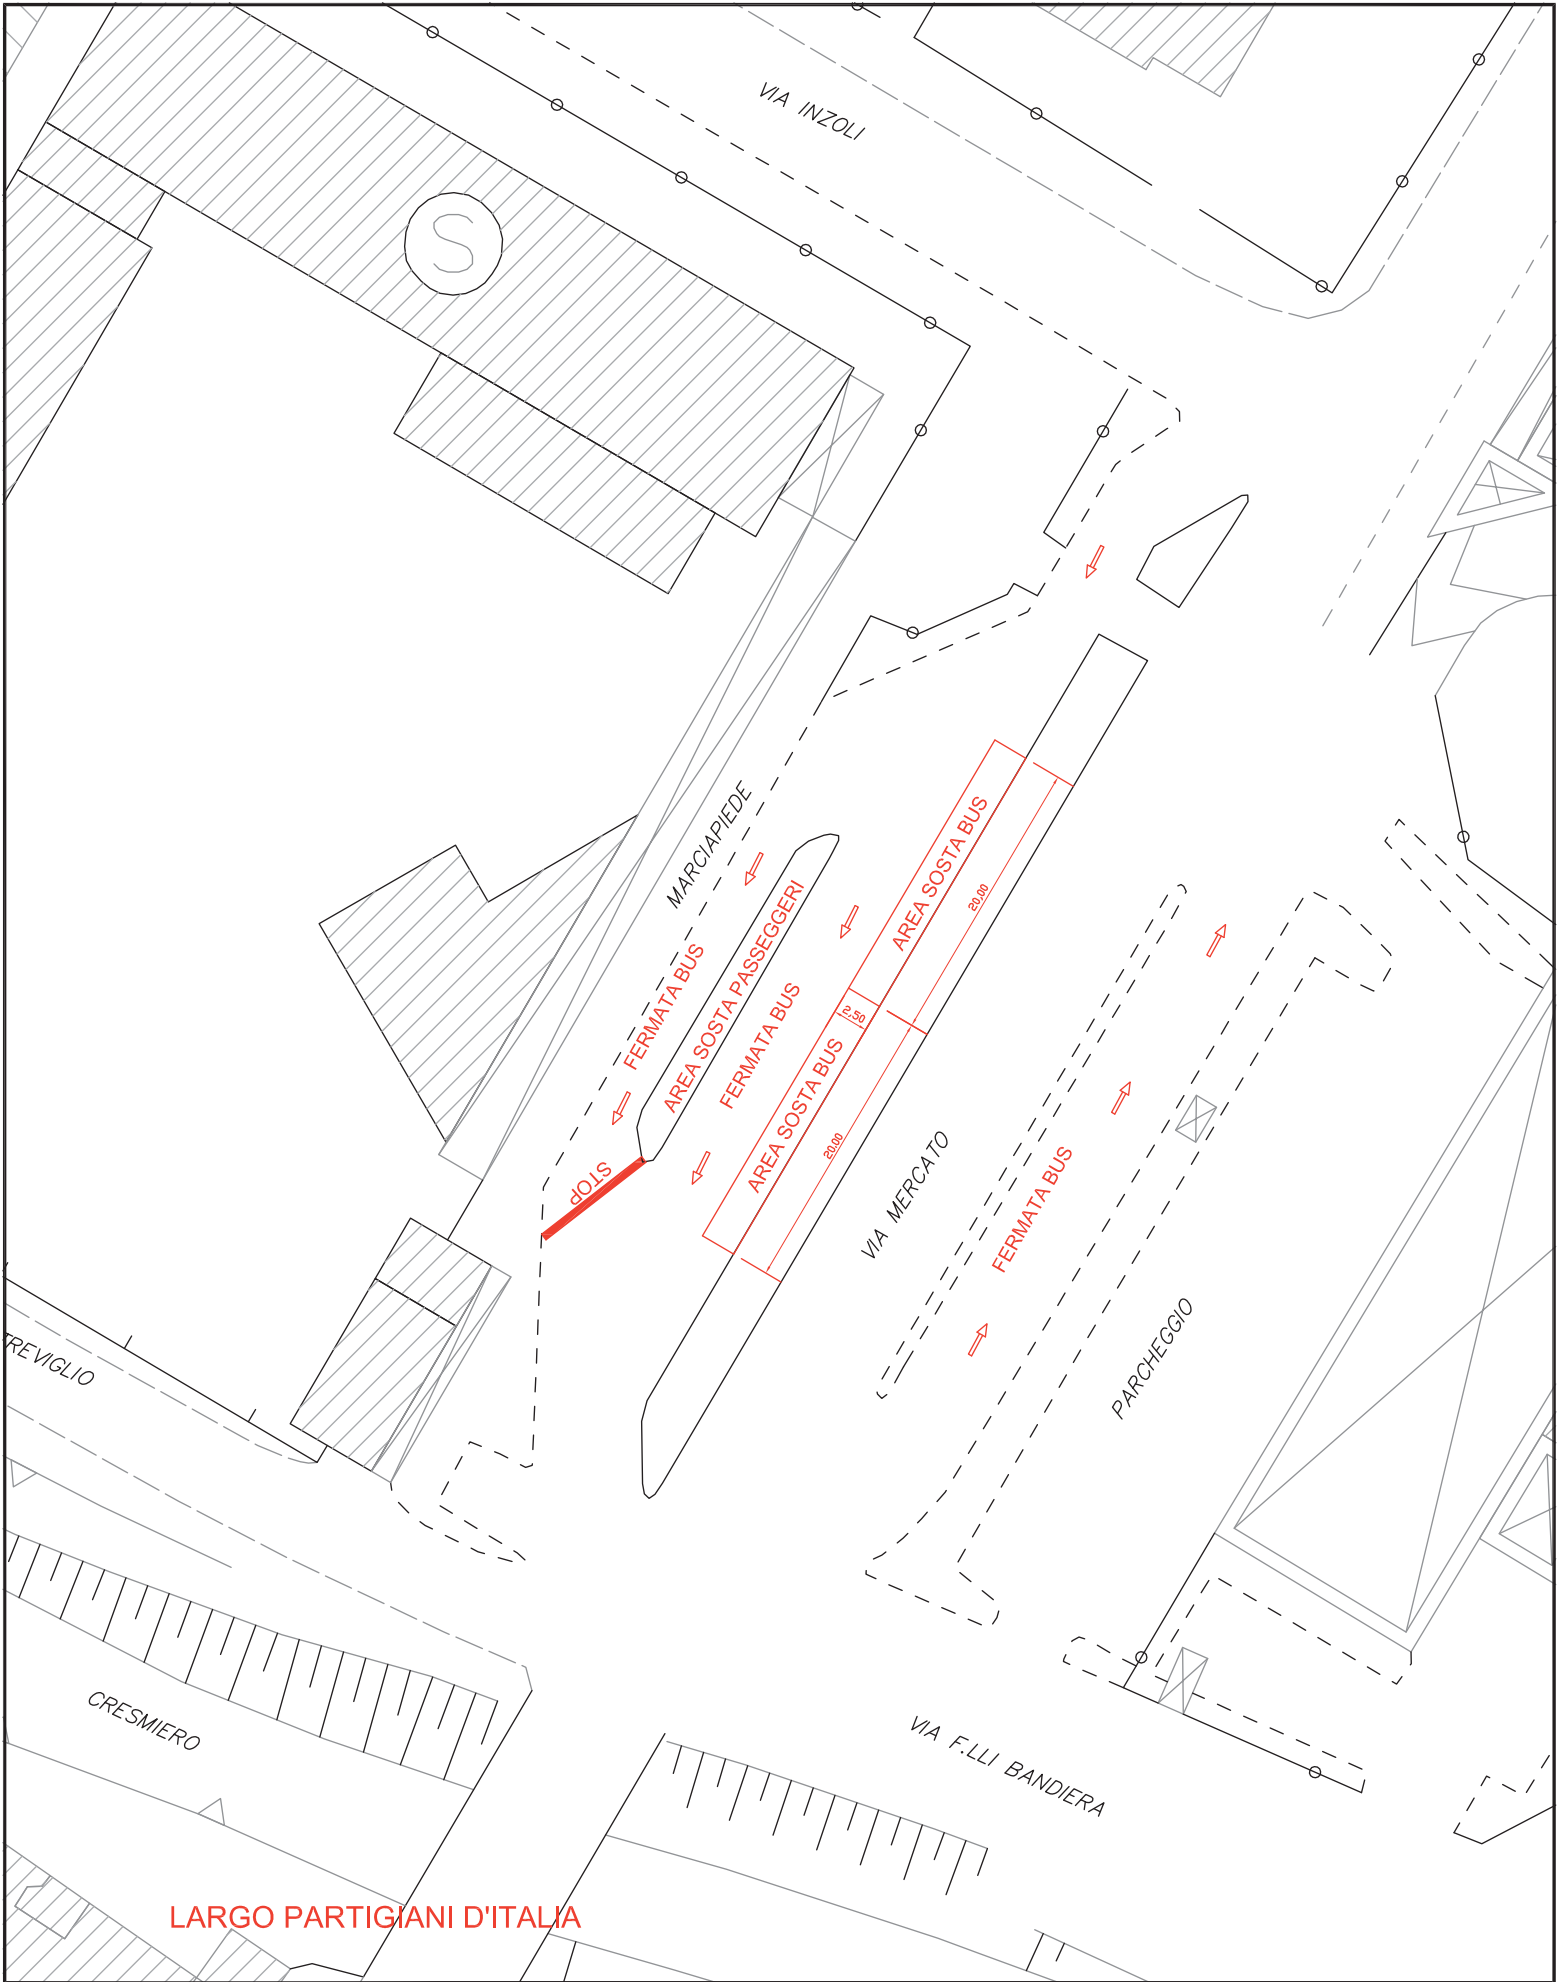 VIA INZOLI
S
MARCIAPIEDE
AREA SOSTA BUS
20,00
AREA SOSTA PASSEGGERI
FERMATA BUS
FERMATA BUS
2,50
AREA SOSTA BUS
20,00
STOP
VIA MERCATO
FERMATA BUS
PARCHEGGIO
TREVIGLIO
CRESMIERO
VIA F.LLI BANDIERA
LARGO PARTIGIANI D'ITALIA